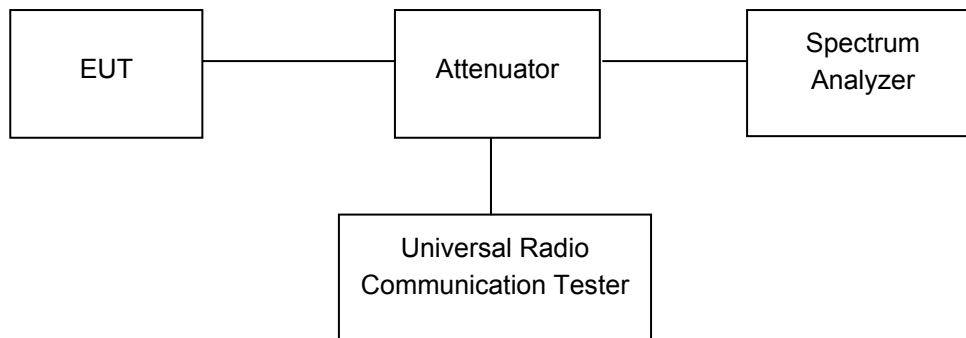 EUT
Attenuator
Spectrum
Analyzer
Universal Radio
Communication Tester